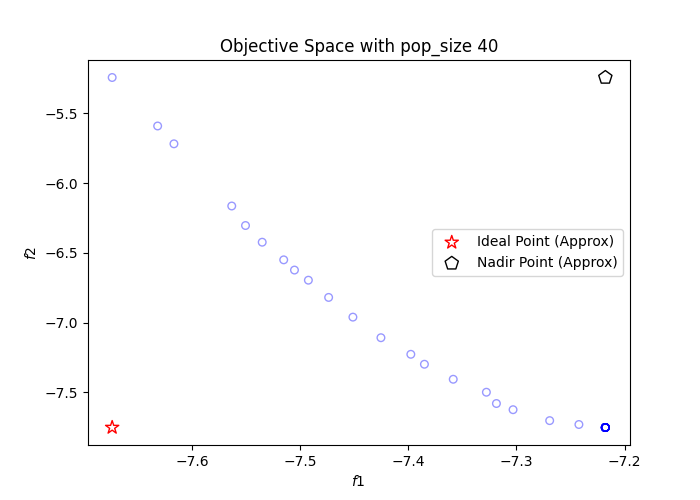 Objective Space with pop_size 40
f2
−5.5
−6.0
−6.5
−7.0
−7.5
Ideal Point (Approx)
Nadir Point (Approx)
−7.6
−7.5
−7.4
−7.3
−7.2
f1